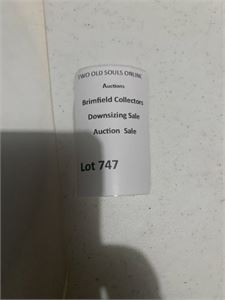 TWO OLD SOULS ONLINE
Auctions
Brimfield Collectors
Downsizing Sale
Auction Sale
Lot 747